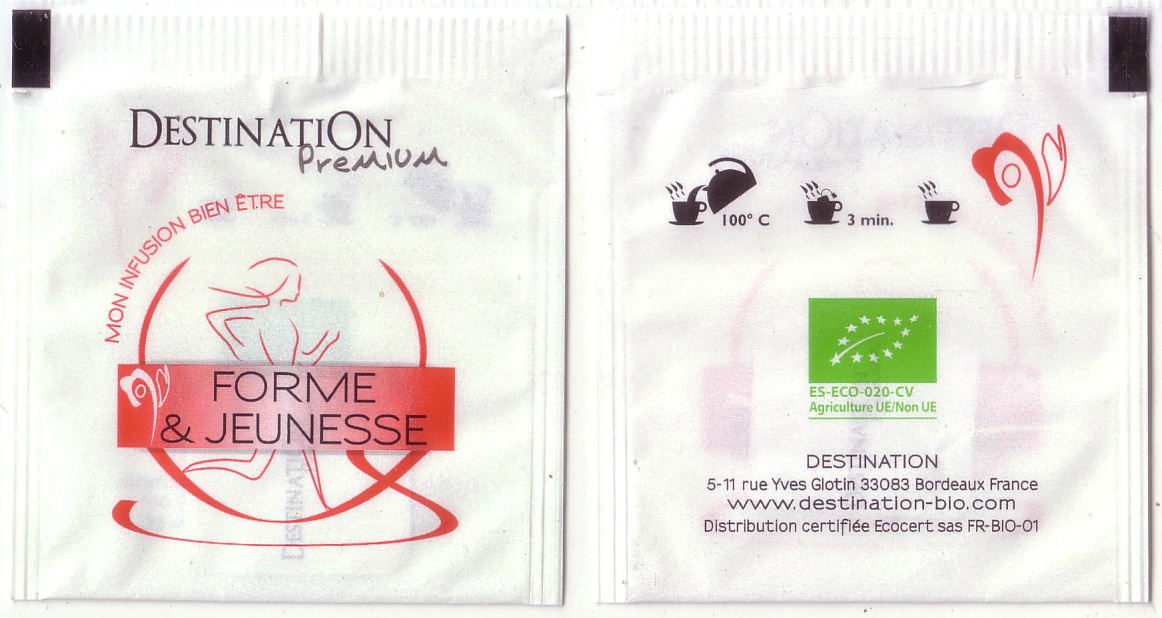 DESTINATION
Premium
MON INFUSION BIEN ÊTRE
FORME
& JEUNESSE
100° C
3 min.
ES-ECO-020-CV
Agriculture UE/Non UE
DESTINATION
5-11 rue Yves Glotin 33083 Bordeaux France
www.destination-bio.com
Distribution certifiée Ecocert sas FR-BIO-01